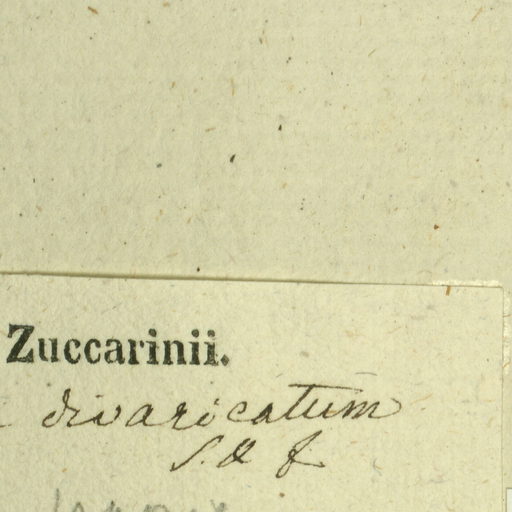 Zuccarinii.
divaricatum
S. & Z.